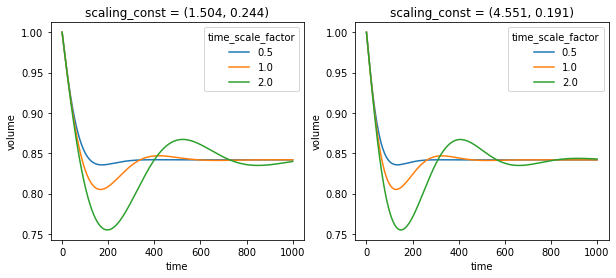 scaling_const = (1.504, 0.244)
time_scale_factor
0.5
1.0
2.0
1.00
0.95
0.90
0.85
0.80
0.75
volume
0 200 400 600 800 1000
time
scaling_const = (4.551, 0.191)
time_scale_factor
0.5
1.0
2.0
1.00
0.95
0.90
0.85
0.80
0.75
volume
0 200 400 600 800 1000
time